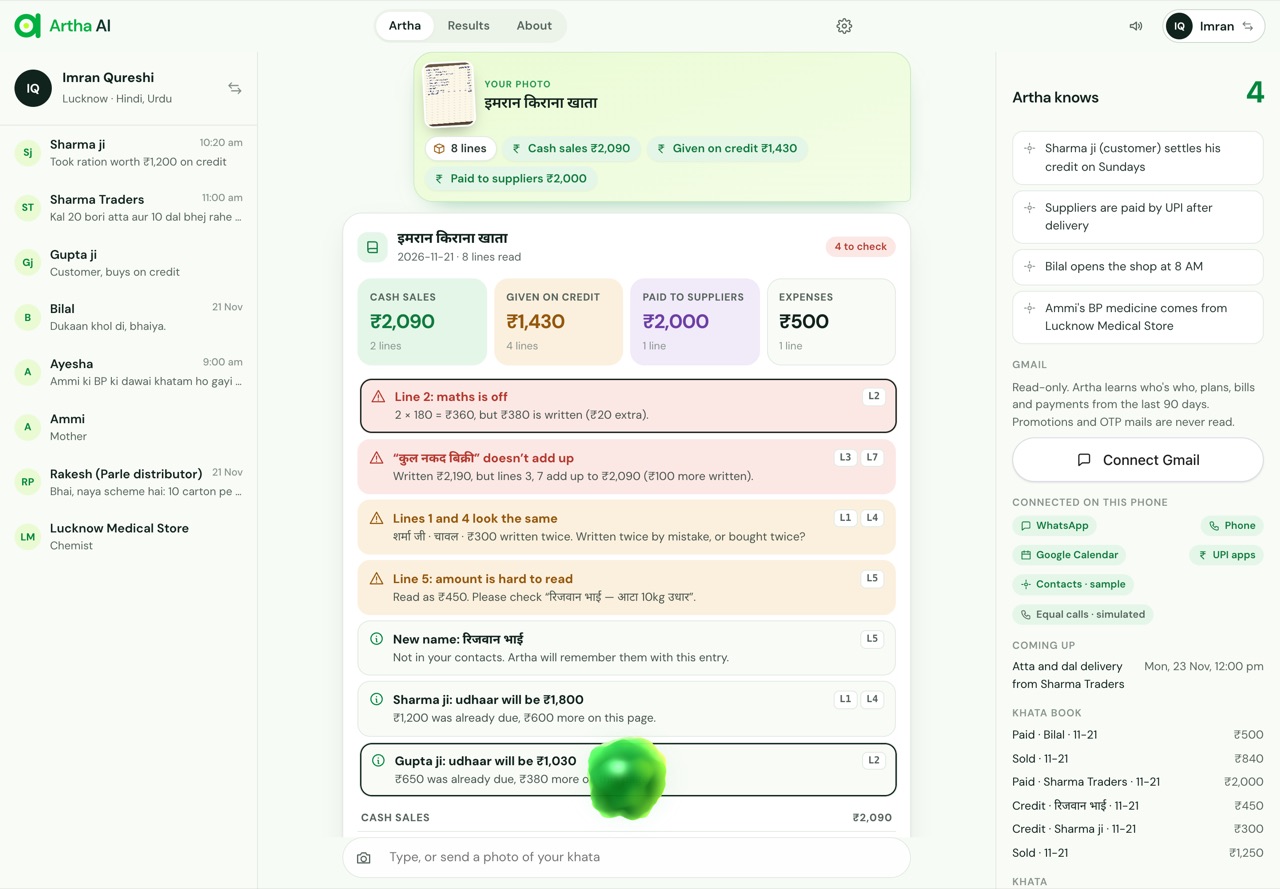 Artha AI
Artha
Results
About
IQ
Imran
IQ
Imran Qureshi
Lucknow · Hindi, Urdu
Sj
Sharma ji
10:20 am
Took ration worth ₹1,200 on credit
ST
Sharma Traders
11:00 am
Kal 20 bori atta aur 10 dal bhej rahe ...
Gj
Gupta ji
Customer, buys on credit
B
Bilal
21 Nov
Dukaan khol di, bhaiya.
A
Ayesha
9:00 am
Ammi ki BP ki dawai khatam ho gayi ...
A
Ammi
Mother
RP
Rakesh (Parle distributor)
21 Nov
Bhai, naya scheme hai: 10 carton pe ...
LM
Lucknow Medical Store
Chemist
YOUR PHOTO
इमरान किराना खाता
8 lines
₹ Cash sales ₹2,090
₹ Given on credit ₹1,430
₹ Paid to suppliers ₹2,000
इमरान किराना खाता
2026-11-21 · 8 lines read
4 to check
CASH SALES
₹2,090
2 lines
GIVEN ON CREDIT
₹1,430
4 lines
PAID TO SUPPLIERS
₹2,000
1 line
EXPENSES
₹500
1 line
Line 2: maths is off
L2
2 × 180 = ₹360, but ₹380 is written (₹20 extra).
“कुल नकद बिक्री” doesn’t add up
L3 L7
Written ₹2,190, but lines 3, 7 add up to ₹2,090 (₹100 more written).
Lines 1 and 4 look the same
L1 L4
शर्मा जी · चावल · ₹300 written twice. Written twice by mistake, or bought twice?
Line 5: amount is hard to read
L5
Read as ₹450. Please check “रिजवान भाई — आटा 10kg उधार”.
New name: रिजवान भाई
L5
Not in your contacts. Artha will remember them with this entry.
Sharma ji: udhaar will be ₹1,800
L1 L4
₹1,200 was already due, ₹600 more on this page.
Gupta ji: udhaar will be ₹1,030
L2
₹650 was already due, ₹380 more
CASH SALES
₹2,090
Type, or send a photo of your khata
Artha knows
4
Sharma ji (customer) settles his
credit on Sundays
Suppliers are paid by UPI after
delivery
Bilal opens the shop at 8 AM
Ammi's BP medicine comes from
Lucknow Medical Store
GMAIL
Read-only. Artha learns who's who, plans, bills
and payments from the last 90 days.
Promotions and OTP mails are never read.
Connect Gmail
CONNECTED ON THIS PHONE
WhatsApp
Phone
Google Calendar
₹ UPI apps
Contacts · sample
Equal calls · simulated
COMING UP
Atta and dal delivery
from Sharma Traders
Mon, 23 Nov, 12:00 pm
KHATA BOOK
Paid · Bilal · 11-21
₹500
Sold · 11-21
₹840
Paid · Sharma Traders · 11-21
₹2,000
Credit · रिजवान भाई · 11-21
₹450
Credit · Sharma ji · 11-21
₹300
Sold · 11-21
₹1,250
KHATA